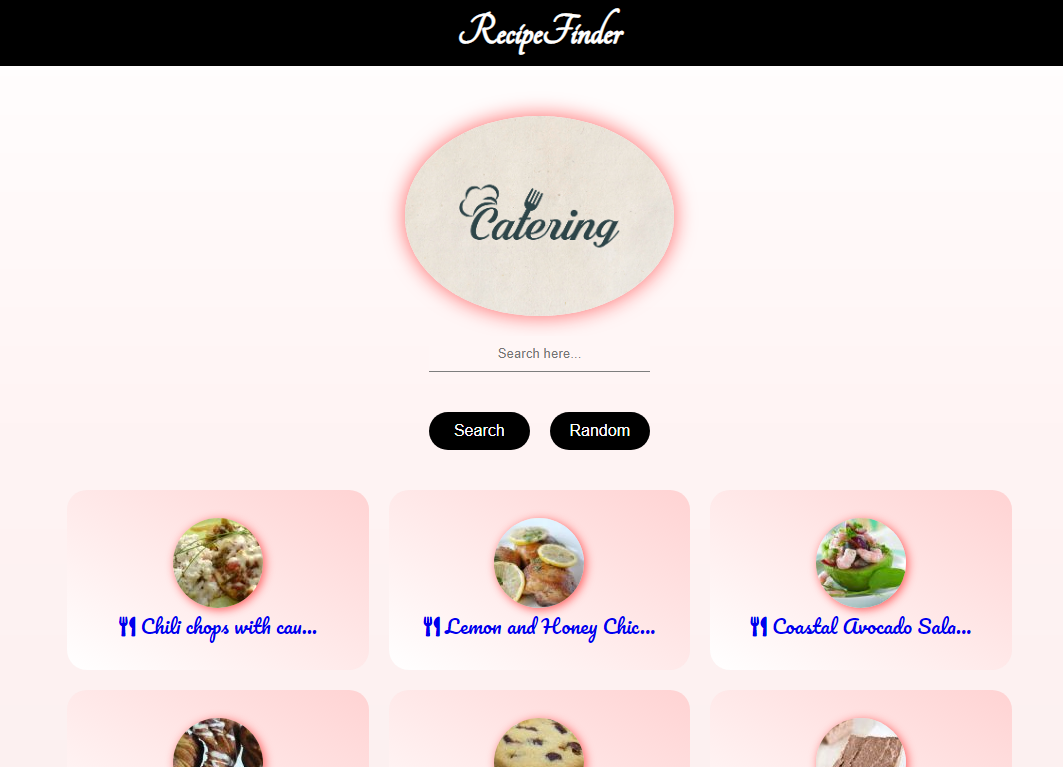 RecipeFinder
Catering
Search here...
Search
Random
Chili chops with cau...
Lemon and Honey Chic...
Coastal Avocado Sala...